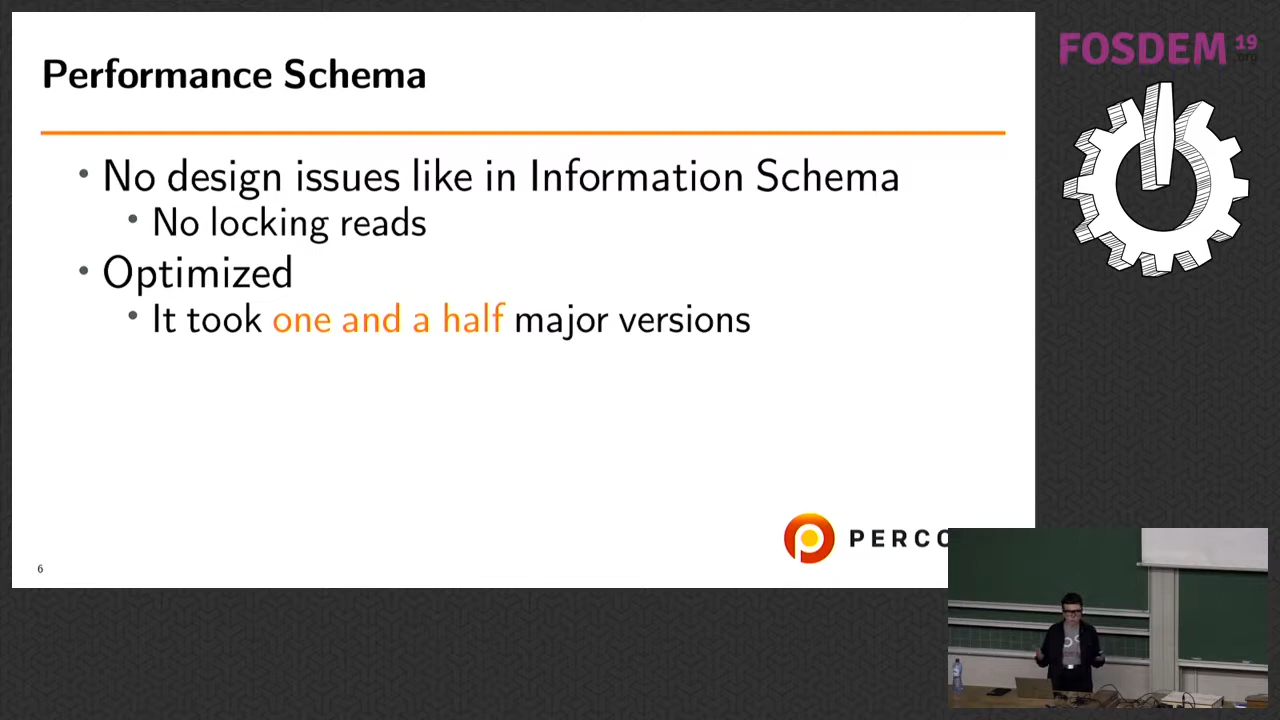 Performance Schema
FOSDEM 19
.org
• No design issues like in Information Schema
• No locking reads
• Optimized
• It took one and a half major versions
PERCO
6